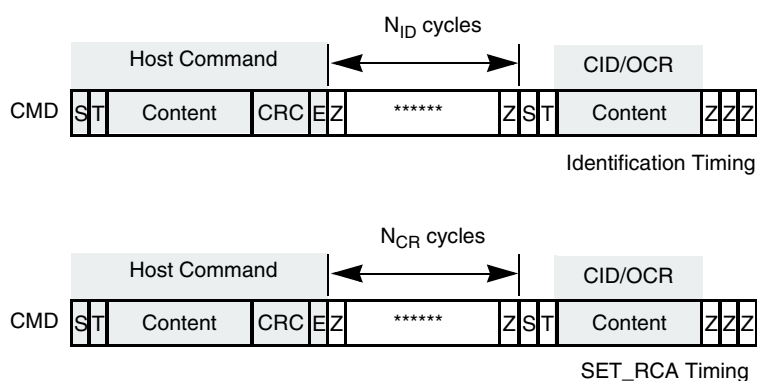 N_ID cycles
Host Command CID/OCR
CMD S T Content CRC E Z ****** Z S T Content Z Z Z
Identification Timing
N_CR cycles
Host Command CID/OCR
CMD S T Content CRC E Z ****** Z S T Content Z Z Z
SET_RCA Timing